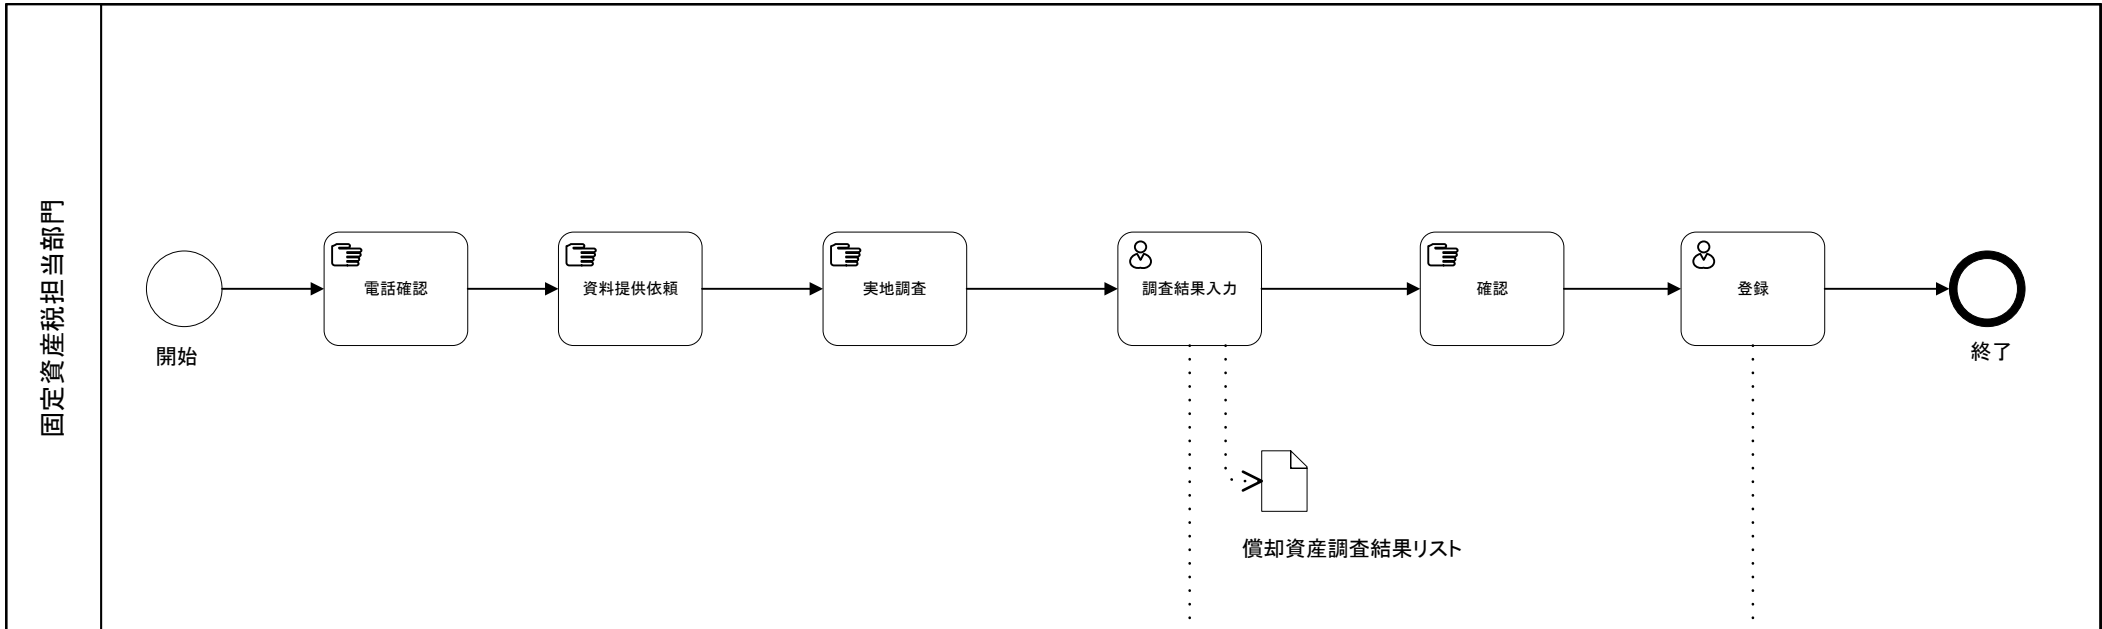 固定資産税担当部門
開始
電話確認
資料提供依頼
実地調査
調査結果入力
確認
登録
終了
償却資産調査結果リスト